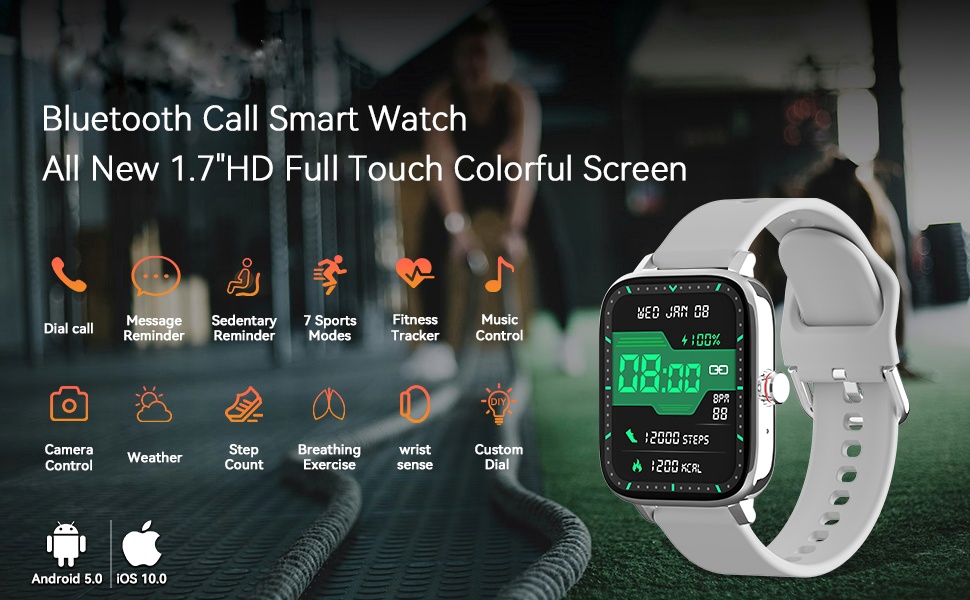 Bluetooth Call Smart Watch
All New 1.7"HD Full Touch Colorful Screen
Dial call
Message
Reminder
Sedentary
Reminder
7 Sports
Modes
Fitness
Tracker
Music
Control
Camera
Control
Weather
Step
Count
Breathing
Exercise
wrist
sense
DIY
Custom
Dial
Android 5.0
iOS 10.0
WED JAN 08
100%
08:00
BPM
88
12000 STEPS
1200 KCAL